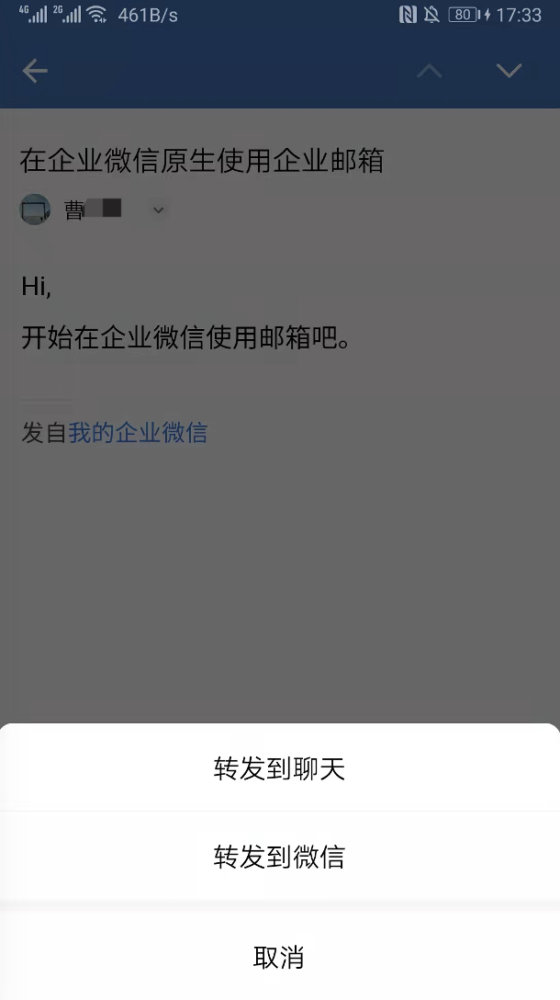 4G 2G 461B/s 80 17:33
在企业微信原生使用企业邮箱
曹
Hi,
开始在企业微信使用邮箱吧。
发自我的企业微信
转发到聊天
转发到微信
取消